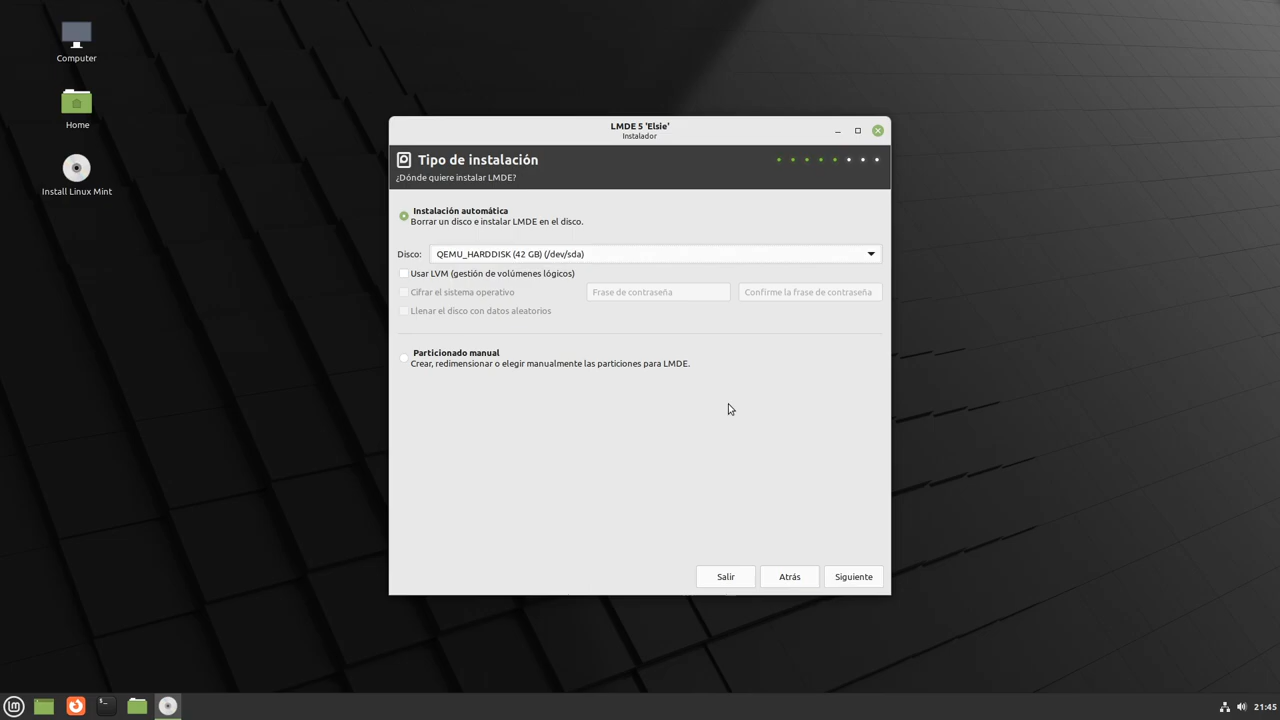 Computer
Home
Install Linux Mint
LMDE 5 'Elsie'
Instalador
Tipo de instalación
¿Dónde quiere instalar LMDE?
Instalación automática
Borrar un disco e instalar LMDE en el disco.
Disco: QEMU_HARDDISK (42 GB) (/dev/sda)
Usar LVM (gestión de volúmenes lógicos)
Cifrar el sistema operativo Frase de contraseña Confirme la frase de contraseña
Llenar el disco con datos aleatorios
Particionado manual
Crear, redimensionar o elegir manualmente las particiones para LMDE.
Salir Atrás Siguiente
21:45